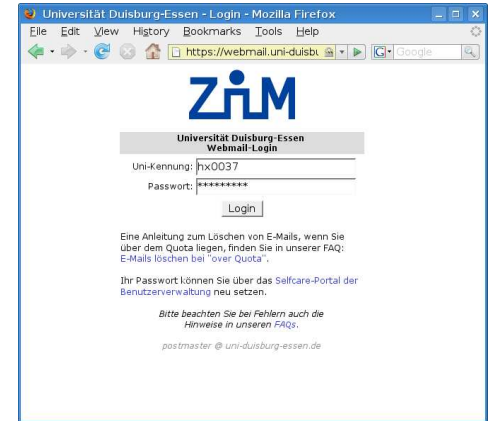 Universität Duisburg-Essen - Login - Mozilla Firefox
File Edit View History Bookmarks Tools Help
https://webmail.uni-duisbu Google
ZIM
Universität Duisburg-Essen
Webmail-Login
Uni-Kennung: hx0037
Passwort: *********
Login
Eine Anleitung zum Löschen von E-Mails, wenn Sie
über dem Quota liegen, finden Sie in unserer FAQ:
E-Mails löschen bei "over Quota".
Ihr Passwort können Sie über das Selfcare-Portal der
Benutzerverwaltung neu setzen.
Bitte beachten Sie bei Fehlern auch die
Hinweise in unseren FAQs.
postmaster @ uni-duisburg-essen.de